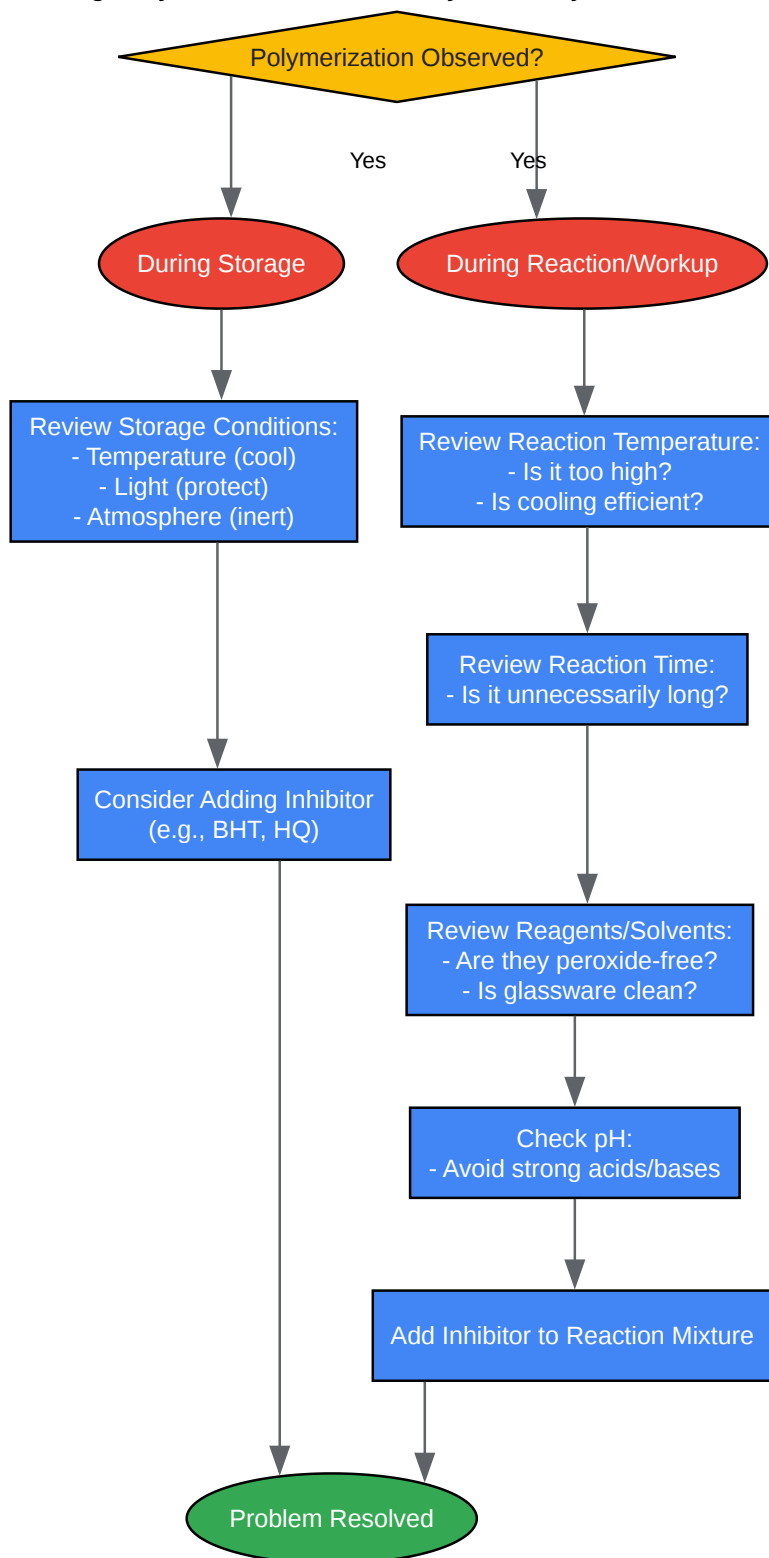 Polymerization Observed?
Yes
Yes
During Storage
During Reaction/Workup
Review Storage Conditions:
- Temperature (cool)
- Light (protect)
- Atmosphere (inert)
Review Reaction Temperature:
- Is it too high?
- Is cooling efficient?
Review Reaction Time:
- Is it unnecessarily long?
Consider Adding Inhibitor
(e.g., BHT, HQ)
Review Reagents/Solvents:
- Are they peroxide-free?
- Is glassware clean?
Check pH:
- Avoid strong acids/bases
Add Inhibitor to Reaction Mixture
Problem Resolved